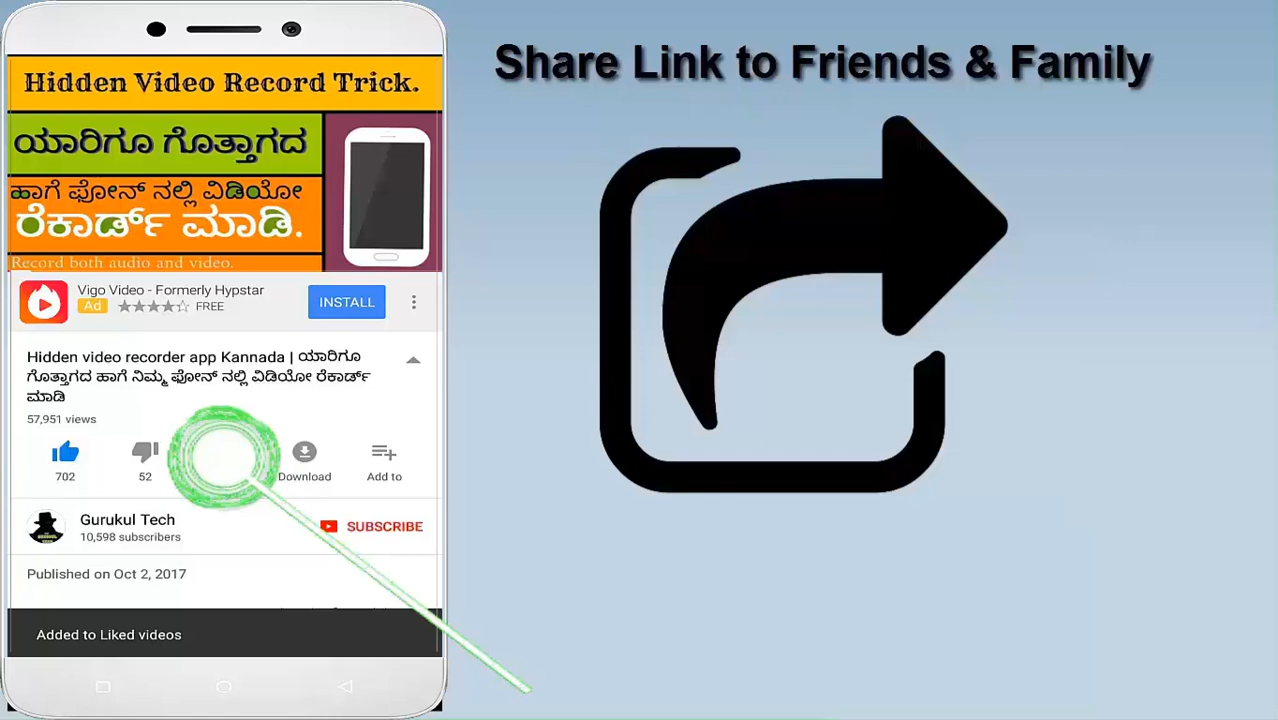 Share Link to Friends & Family
Hidden Video Record Trick.
ಯಾರಿಗೂ ಗೊತ್ತಾಗದ
ಹಾಗೆ ಫೋನ್ ನಲ್ಲಿ ವಿಡಿಯೋ
ರೆಕಾರ್ಡ್ ಮಾಡಿ.
Record both audio and video.
Vigo Video - Formerly Hypstar
Ad FREE
INSTALL
Hidden video recorder app Kannada | ಯಾರಿಗೂ
ಗೊತ್ತಾಗದ ಹಾಗೆ ನಿಮ್ಮ ಫೋನ್ ನಲ್ಲಿ ವಿಡಿಯೋ ರೆಕಾರ್ಡ್
ಮಾಡಿ
57,951 views
702 52 Download Add to
Gurukul Tech
10,598 subscribers
SUBSCRIBE
Published on Oct 2, 2017
Added to Liked videos